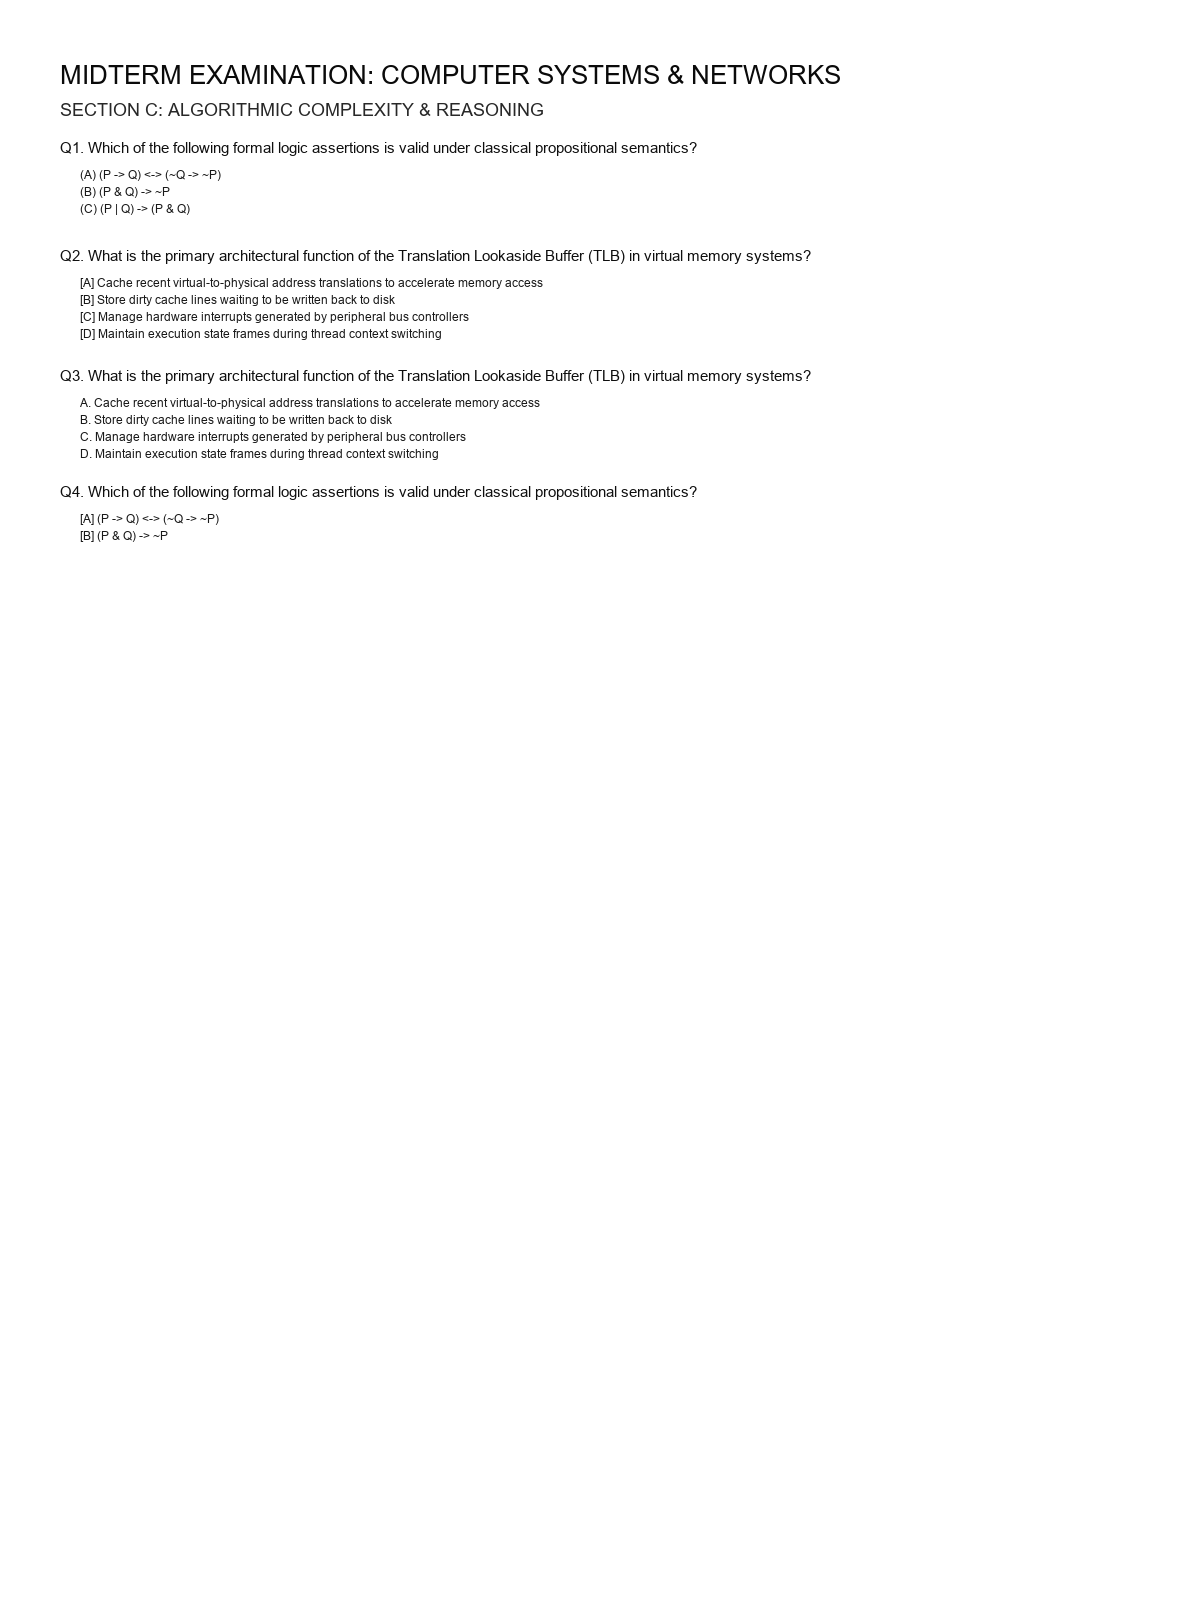 MIDTERM EXAMINATION: COMPUTER SYSTEMS & NETWORKS
SECTION C: ALGORITHMIC COMPLEXITY & REASONING
Q1. Which of the following formal logic assertions is valid under classical propositional semantics?
(A) (P -> Q) <-> (~Q -> ~P)
(B) (P & Q) -> ~P
(C) (P | Q) -> (P & Q)
Q2. What is the primary architectural function of the Translation Lookaside Buffer (TLB) in virtual memory systems?
[A] Cache recent virtual-to-physical address translations to accelerate memory access
[B] Store dirty cache lines waiting to be written back to disk
[C] Manage hardware interrupts generated by peripheral bus controllers
[D] Maintain execution state frames during thread context switching
Q3. What is the primary architectural function of the Translation Lookaside Buffer (TLB) in virtual memory systems?
A. Cache recent virtual-to-physical address translations to accelerate memory access
B. Store dirty cache lines waiting to be written back to disk
C. Manage hardware interrupts generated by peripheral bus controllers
D. Maintain execution state frames during thread context switching
Q4. Which of the following formal logic assertions is valid under classical propositional semantics?
[A] (P -> Q) <-> (~Q -> ~P)
[B] (P & Q) -> ~P